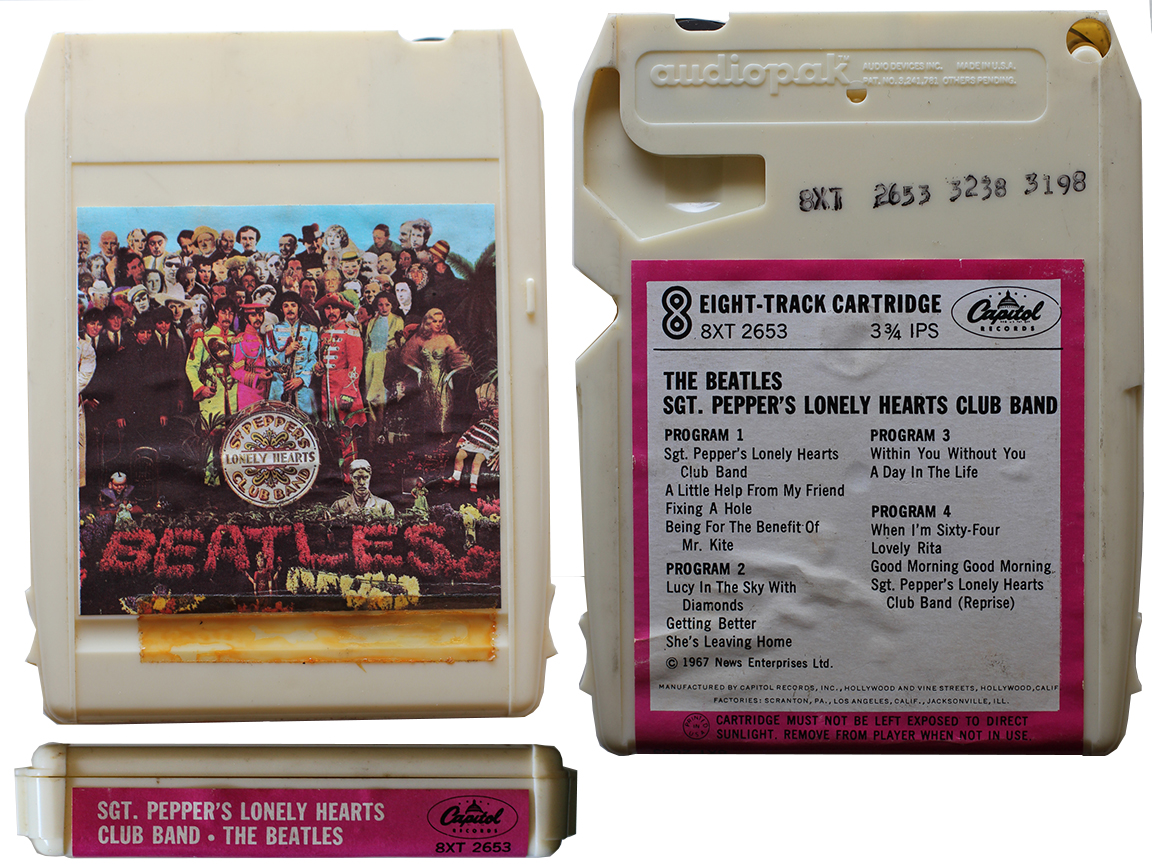 SGT. PEPPERS
LONELY HEARTS
CLUB BAND
BEATLES
SGT. PEPPER'S LONELY HEARTS
CLUB BAND • THE BEATLES
Capitol
RECORDS
8XT 2653
audiopak™ AUDIO DEVICES INC. MADE IN U.S.A.
PAT. NO. 3,241,781 OTHERS PENDING.
8XT 2653 3238 3198
8 EIGHT-TRACK CARTRIDGE
8XT 2653 3 3/4 IPS
Capitol
RECORDS
THE BEATLES
SGT. PEPPER'S LONELY HEARTS CLUB BAND
PROGRAM 1
Sgt. Pepper's Lonely Hearts
Club Band
A Little Help From My Friend
Fixing A Hole
Being For The Benefit Of
Mr. Kite
PROGRAM 2
Lucy In The Sky With
Diamonds
Getting Better
She's Leaving Home
PROGRAM 3
Within You Without You
A Day In The Life
PROGRAM 4
When I'm Sixty-Four
Lovely Rita
Good Morning Good Morning
Sgt. Pepper's Lonely Hearts
Club Band (Reprise)
© 1967 News Enterprises Ltd.
MANUFACTURED BY CAPITOL RECORDS, INC., HOLLYWOOD AND VINE STREETS, HOLLYWOOD, CALIF.
FACTORIES: SCRANTON, PA., LOS ANGELES, CALIF., JACKSONVILLE, ILL.
PRINTED IN USA
CARTRIDGE MUST NOT BE LEFT EXPOSED TO DIRECT
SUNLIGHT. REMOVE FROM PLAYER WHEN NOT IN USE.